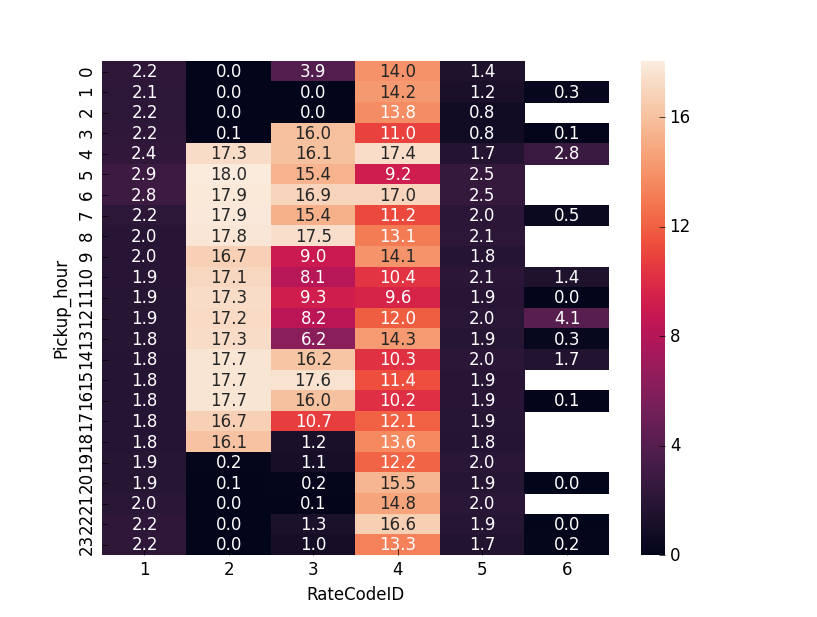 0 2.2 0.0 3.9 14.0 1.4
1 2.1 0.0 0.0 14.2 1.2 0.3
2 2.2 0.0 0.0 13.8 0.8
3 2.2 0.1 16.0 11.0 0.8 0.1
4 2.4 17.3 16.1 17.4 1.7 2.8
5 2.9 18.0 15.4 9.2 2.5
6 2.8 17.9 16.9 17.0 2.5
7 2.2 17.9 15.4 11.2 2.0 0.5
8 2.0 17.8 17.5 13.1 2.1
9 2.0 16.7 9.0 14.1 1.8
10 1.9 17.1 8.1 10.4 2.1 1.4
11 1.9 17.3 9.3 9.6 1.9 0.0
12 1.9 17.2 8.2 12.0 2.0 4.1
13 1.8 17.3 6.2 14.3 1.9 0.3
14 1.8 17.7 16.2 10.3 2.0 1.7
15 1.8 17.7 17.6 11.4 1.9
16 1.8 17.7 16.0 10.2 1.9 0.1
17 1.8 16.7 10.7 12.1 1.9
18 1.8 16.1 1.2 13.6 1.8
19 1.9 0.2 1.1 12.2 2.0
20 1.9 0.1 0.2 15.5 1.9 0.0
21 2.0 0.0 0.1 14.8 2.0
22 2.2 0.0 1.3 16.6 1.9 0.0
23 2.2 0.0 1.0 13.3 1.7 0.2
1 2 3 4 5 6
RateCodeID
Pickup_hour
16
12
8
4
0